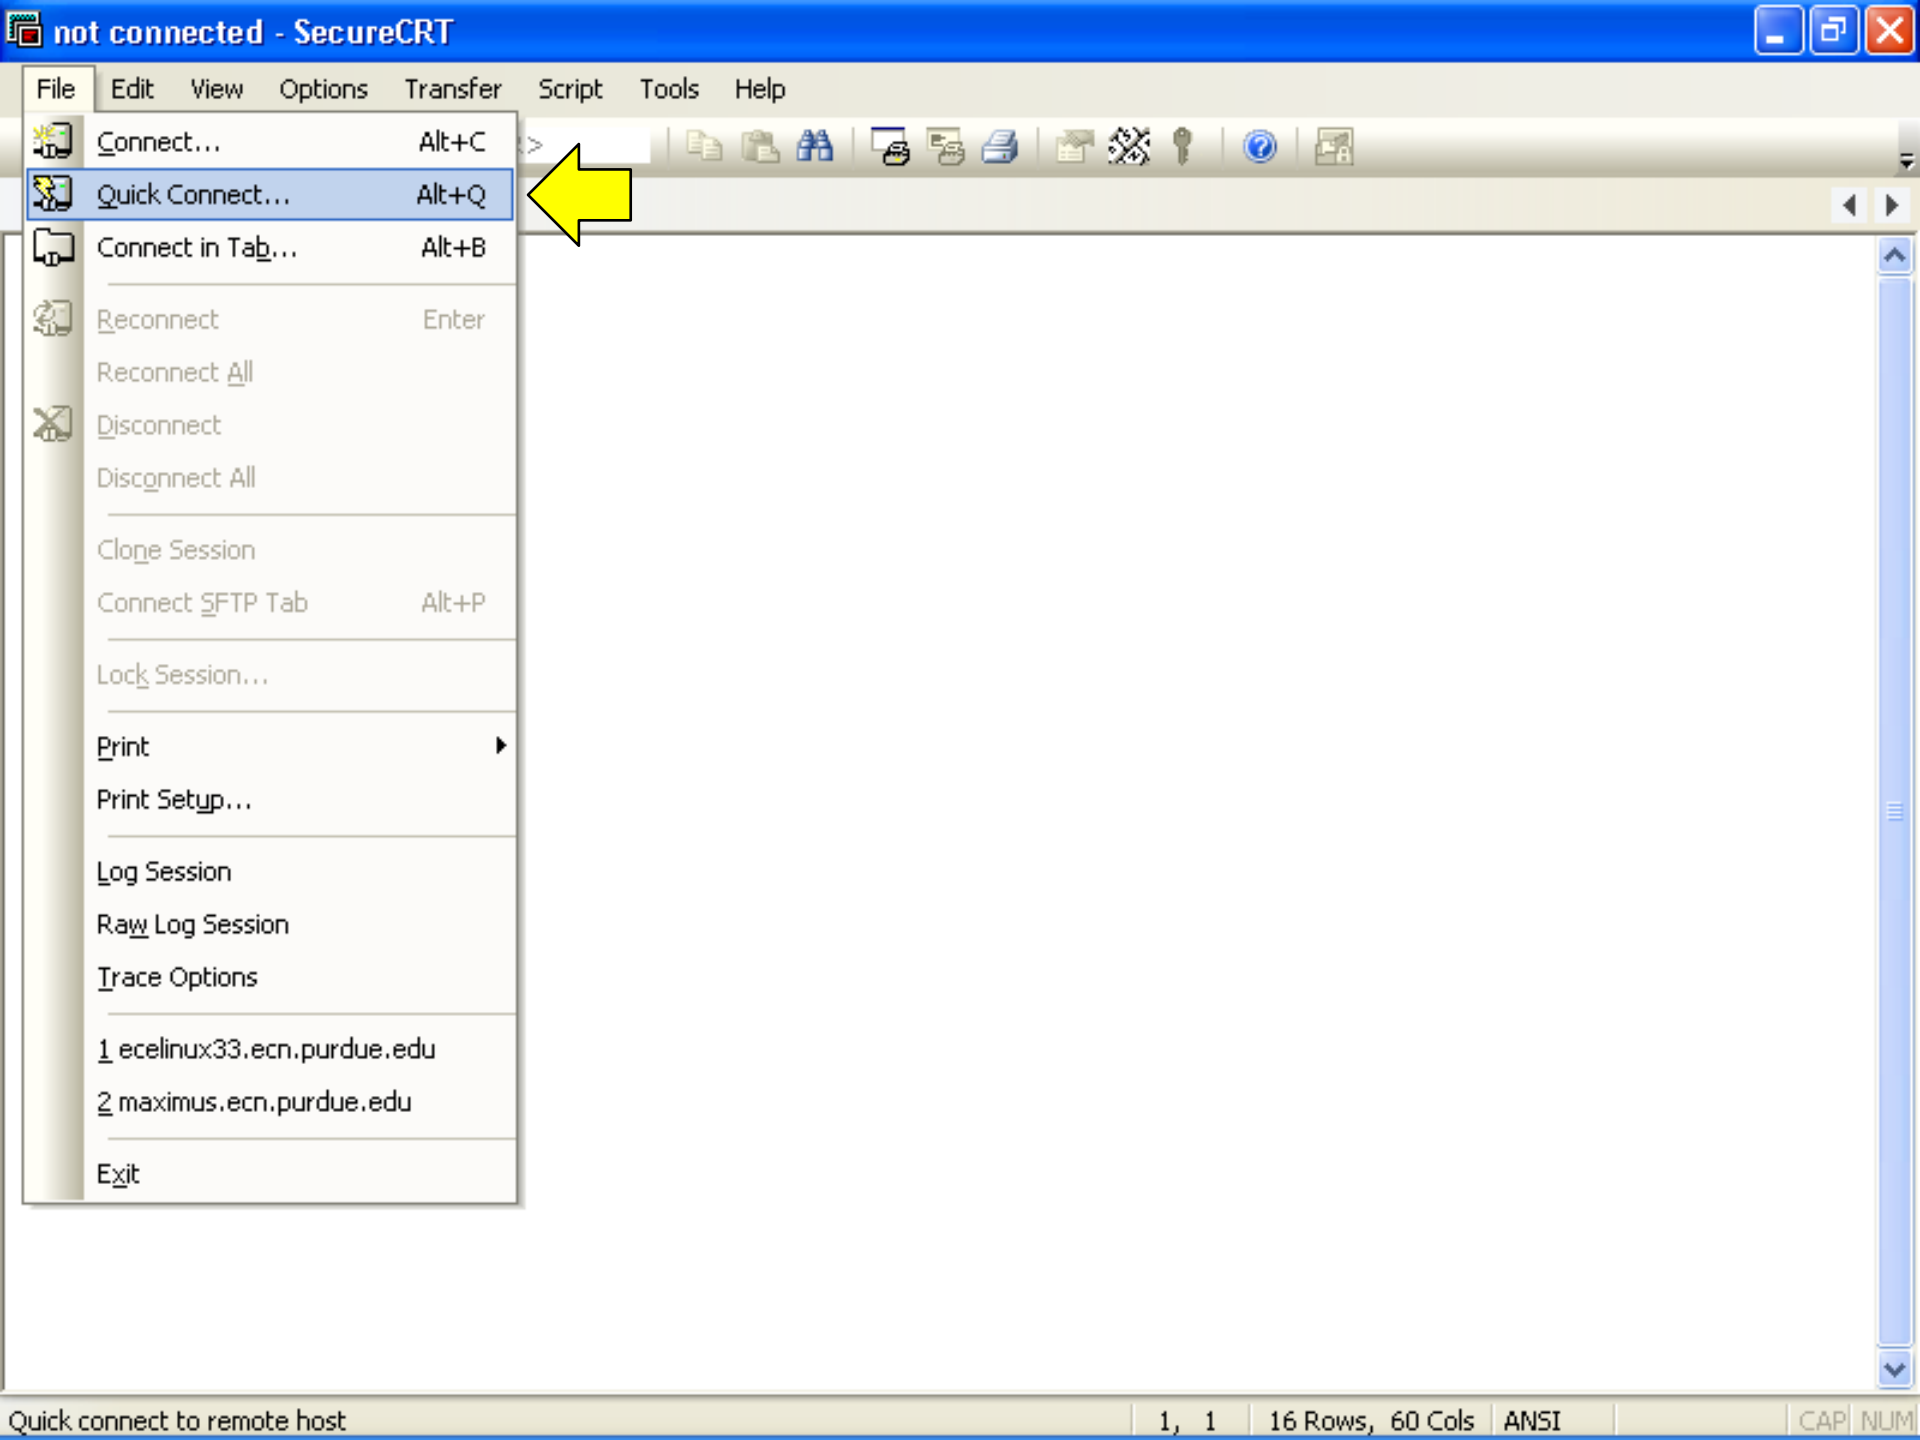 not connected - SecureCRT
File Edit View Options Transfer Script Tools Help
Connect... Alt+C
>
Quick Connect... Alt+Q
Connect in Tab... Alt+B
Reconnect Enter
Reconnect All
Disconnect
Disconnect All
Clone Session
Connect SFTP Tab Alt+P
Lock Session...
Print
Print Setup...
Log Session
Raw Log Session
Trace Options
1 ecelinux33.ecn.purdue.edu
2 maximus.ecn.purdue.edu
Exit
Quick connect to remote host 1, 1 16 Rows, 60 Cols ANSI CAP NUM